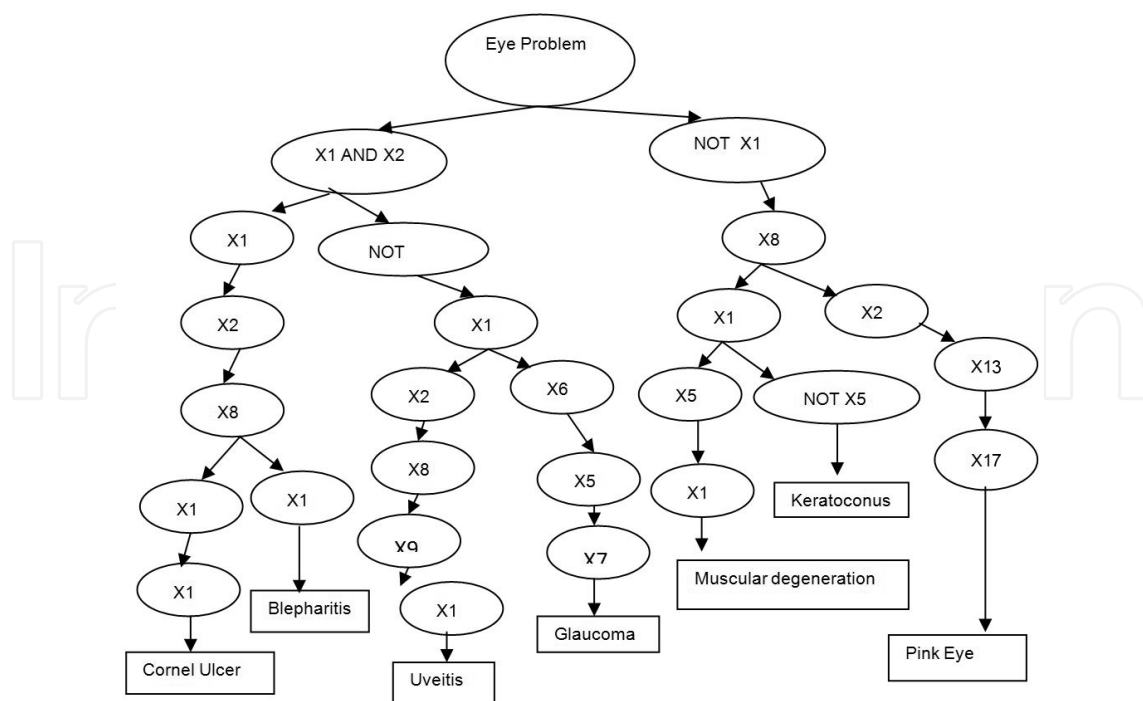 Eye Problem
X1 AND X2
NOT X1
X1
NOT
X8
X2
X1
X1
X2
X13
X8
X2
X6
X5
NOT X5
X17
X1
X1
X8
X5
X1
Keratoconus
X1
X9
X7
Muscular degeneration
Blepharitis
X1
Glaucoma
Pink Eye
Cornel Ulcer
Uveitis